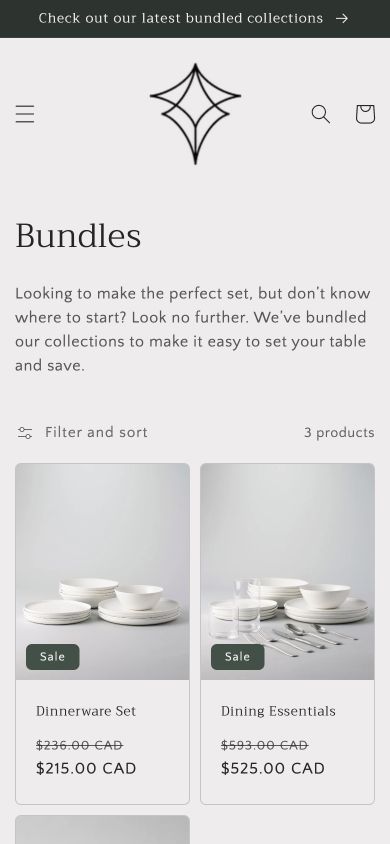 Check out our latest bundled collections
Bundles
Looking to make the perfect set, but don’t know
where to start? Look no further. We’ve bundled
our collections to make it easy to set your table
and save.
Filter and sort
3 products
Sale
Sale
Dinnerware Set
$236.00 CAD
$215.00 CAD
Dining Essentials
$593.00 CAD
$525.00 CAD